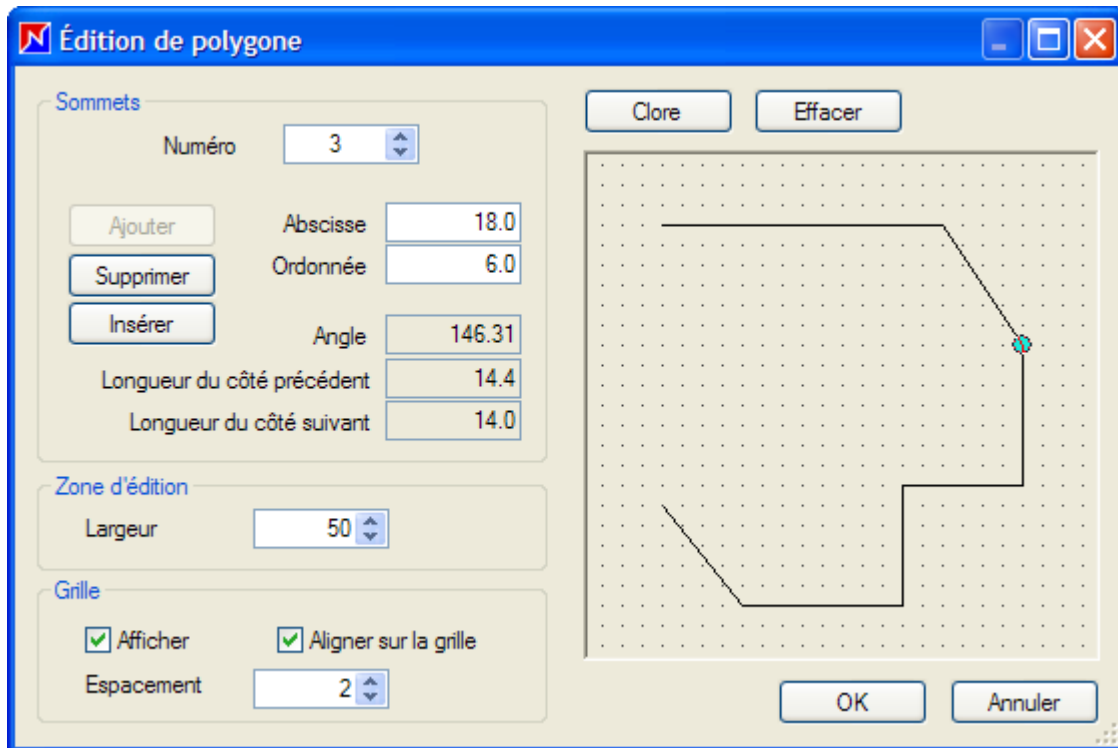 Édition de polygone
Sommets
Numéro 3
Ajouter
Abscisse 18.0
Supprimer
Ordonnée 6.0
Insérer
Angle 146.31
Longueur du côté précédent 14.4
Longueur du côté suivant 14.0
Zone d'édition
Largeur 50
Grille
Afficher
Aligner sur la grille
Espacement 2
Clore
Effacer
OK
Annuler